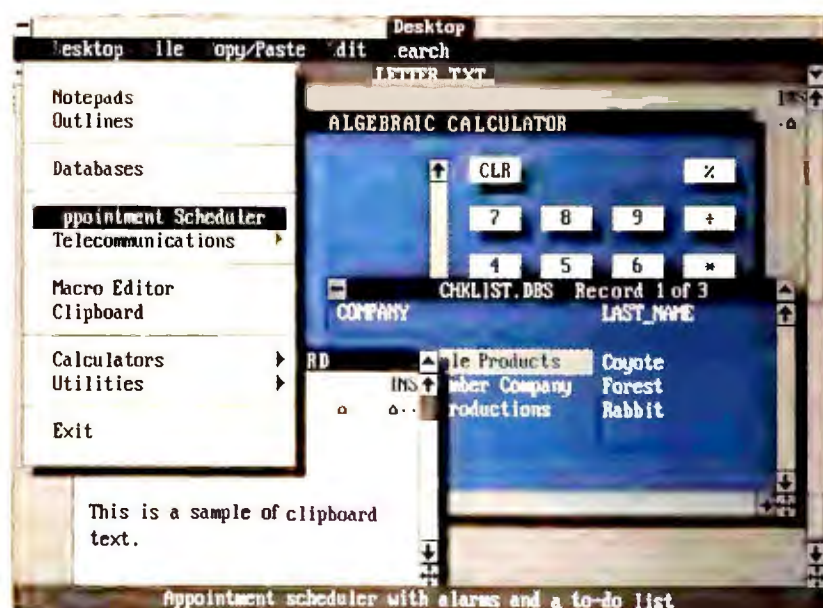 Desktop
esktop ile opy/Paste dit earch
LETTER TXT
INS
Notepads
Outlines
Databases
ppointment Scheduler
Telecommunications
Macro Editor
Clipboard
Calculators
Utilities
Exit
ALGEBRAIC CALCULATOR
CLR %
7 8 9 ÷
4 5 6 *
CHKLIST.DBS Record 1 of 3
COMPANY LAST_NAME
le Products Coyote
mber Company Forest
roductions Rabbit
RD
INS
This is a sample of clipboard
text.
Appointment scheduler with alarms and a to-do list